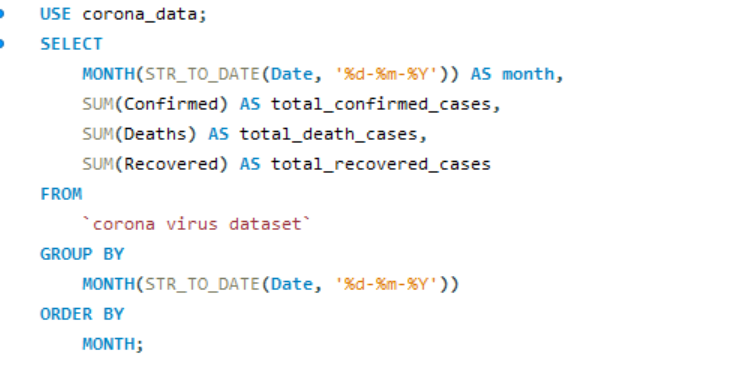 USE corona_data;
SELECT
MONTH(STR_TO_DATE(Date, '%d-%m-%Y')) AS month,
SUM(Confirmed) AS total_confirmed_cases,
SUM(Deaths) AS total_death_cases,
SUM(Recovered) AS total_recovered_cases
FROM
`corona virus dataset`
GROUP BY
MONTH(STR_TO_DATE(Date, '%d-%m-%Y'))
ORDER BY
MONTH;